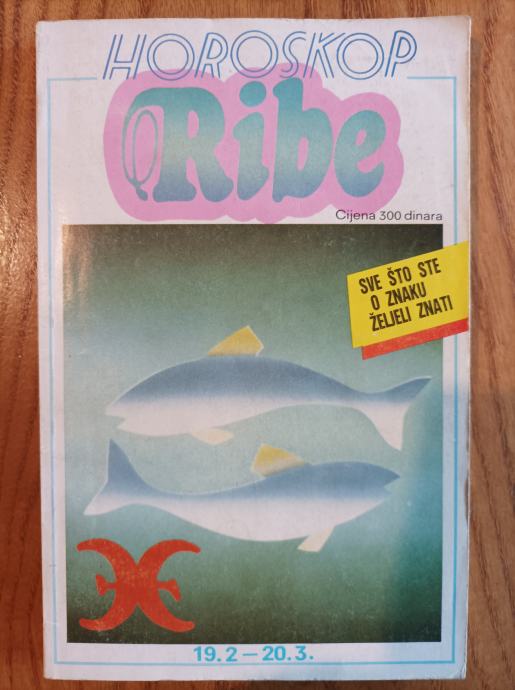 HOROSKOP
Ribe
Cijena 300 dinara
SVE ŠTO STE
O ZNAKU
ŽELJELI ZNATI
19.2—20.3.